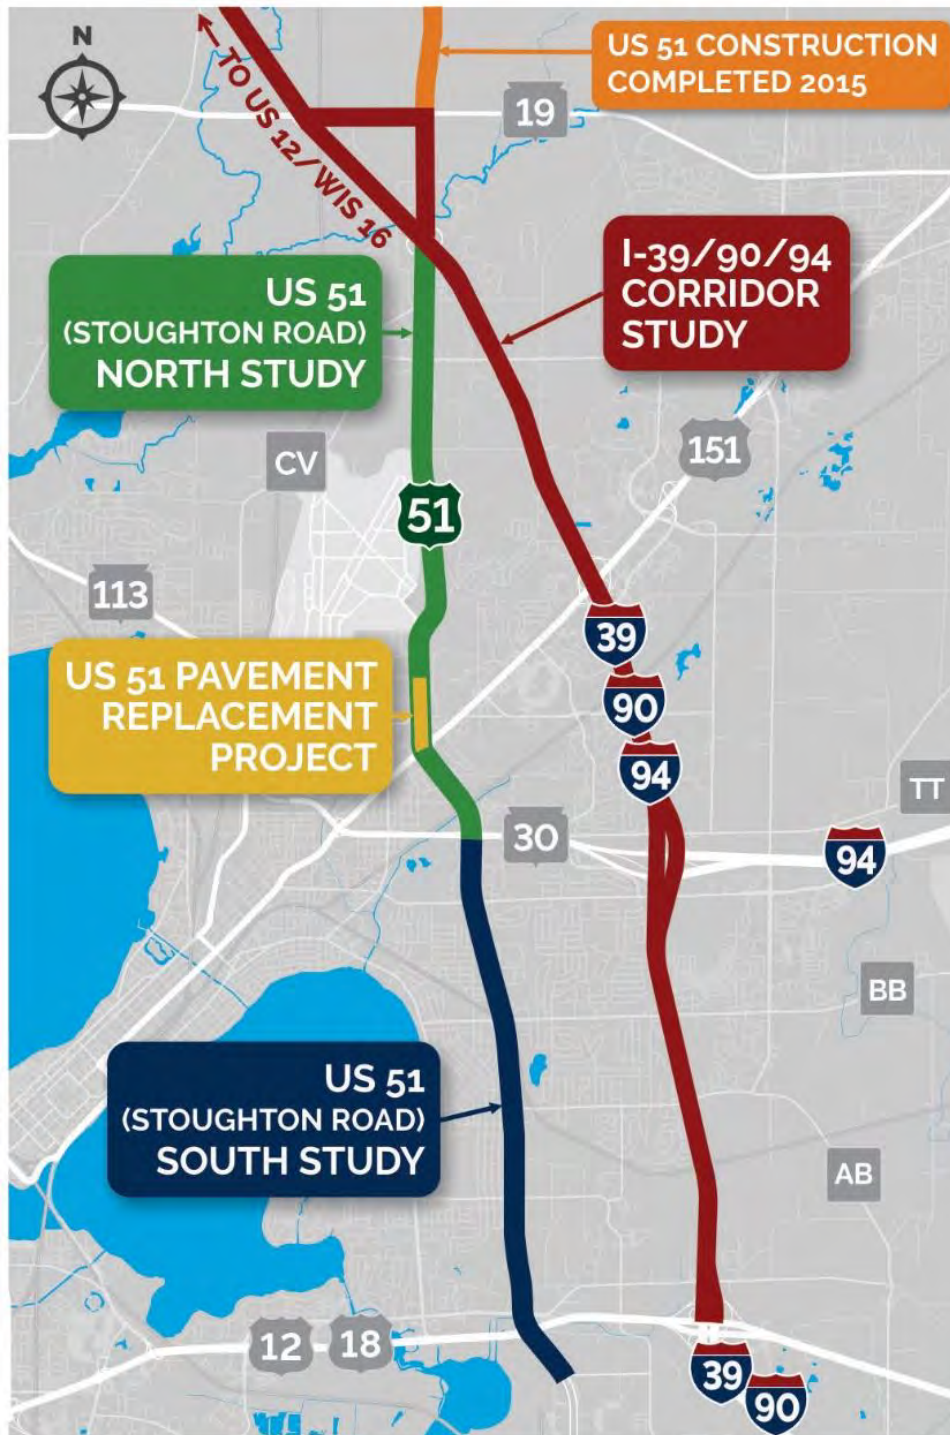 N
US 51 CONSTRUCTION
COMPLETED 2015
19
TO US 12/WIS 16
I-39/90/94
CORRIDOR
STUDY
US 51
(STOUGHTON ROAD)
NORTH STUDY
151
CV
51
113
39
US 51 PAVEMENT
REPLACEMENT
PROJECT
90
94
TT
30
94
BB
US 51
(STOUGHTON ROAD)
SOUTH STUDY
AB
12
18
39
90